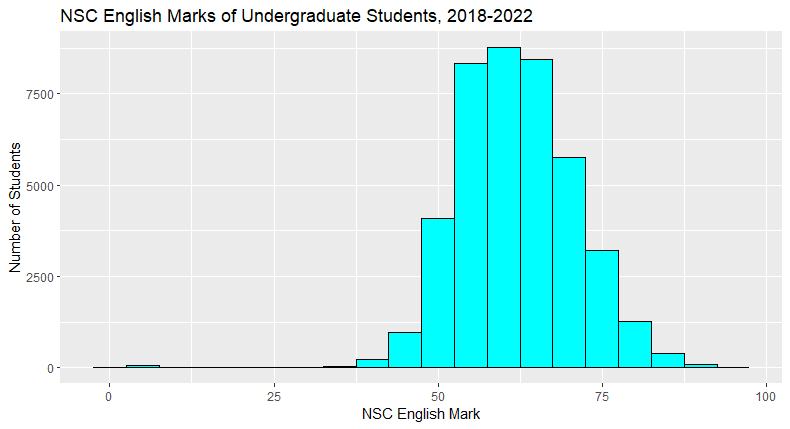 NSC English Marks of Undergraduate Students, 2018-2022
Number of Students
7500
5000
2500
0
0 25 50 75 100
NSC English Mark